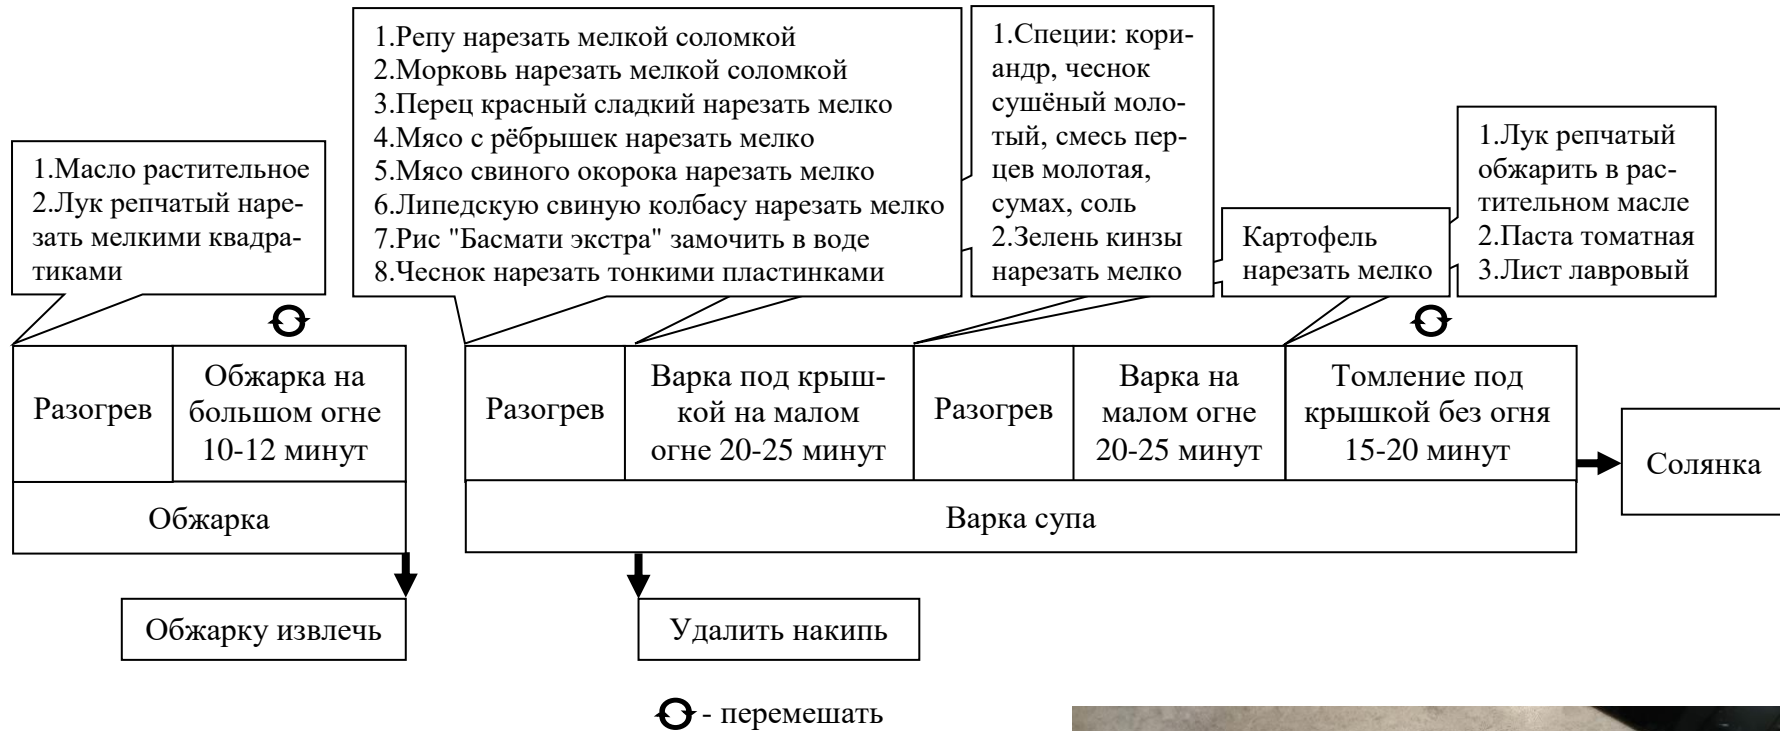 1.Масло растительное
2.Лук репчатый наре-
зать мелкими квадра-
тиками
1.Репу нарезать мелкой соломкой
2.Морковь нарезать мелкой соломкой
3.Перец красный сладкий нарезать мелко
4.Мясо с рёбрышек нарезать мелко
5.Мясо свиного окорока нарезать мелко
6.Липедскую свиную колбасу нарезать мелко
7.Рис "Басмати экстра" замочить в воде
8.Чеснок нарезать тонкими пластинками
1.Специи: кори-
андр, чеснок
сушёный моло-
тый, смесь пер-
цев молотая,
сумах, соль
2.Зелень кинзы
нарезать мелко
Картофель
нарезать мелко
1.Лук репчатый
обжарить в рас-
тительном масле
2.Паста томатная
3.Лист лавровый
Разогрев
Обжарка на
большом огне
10-12 минут
Обжарка
Разогрев
Варка под крыш-
кой на малом
огне 20-25 минут
Разогрев
Варка на
малом огне
20-25 минут
Томление под
крышкой без огня
15-20 минут
Варка супа
Солянка
Обжарку извлечь
Удалить накипь
- перемешать